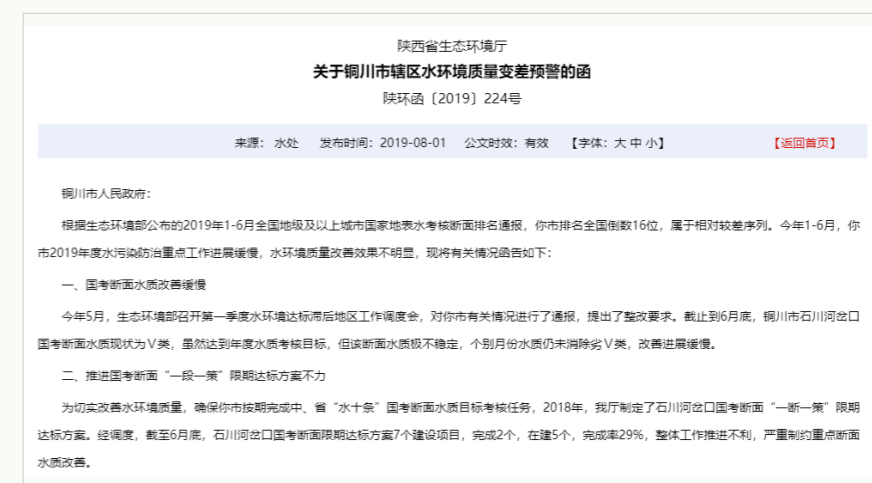 陕西省生态环境厅
关于铜川市辖区水环境质量变差预警的函
陕环函〔2019〕224号
来源： 水处 发布时间：2019-08-01 公文时效：有效 【字体：大 中 小】 【返回首页】
铜川市人民政府：
根据生态环境部公布的2019年1-6月全国地级及以上城市国家地表水考核断面排名通报，你市排名全国倒数16位，属于相对较差序列。今年1-6月，你
市2019年度水污染防治重点工作进展缓慢，水环境质量改善效果不明显，现将有关情况函告如下：
一、国考断面水质改善缓慢
今年5月，生态环境部召开第一季度水环境达标滞后地区工作调度会，对你市有关情况进行了通报，提出了整改要求。截止到6月底，铜川市石川河岔口
国考断面水质现状为Ⅴ类，虽然达到年度水质考核目标，但该断面水质极不稳定，个别月份水质仍未消除劣Ⅴ类，改善进展缓慢。
二、推进国考断面“一段一策”限期达标方案不力
为切实改善水环境质量，确保你市按期完成中、省“水十条”国考断面水质目标考核任务，2018年，我厅制定了石川河岔口国考断面“一断一策”限期
达标方案。经调度，截至6月底，石川河岔口国考断面限期达标方案7个建设项目，完成2个，在建5个，完成率29%，整体工作推进不利，严重制约重点断面
水质改善。